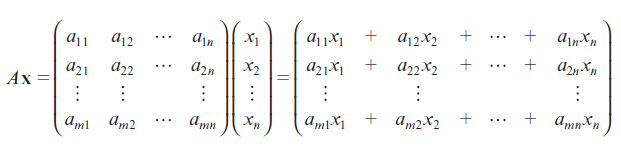 Ax = ( a11 a12 ⋯ a1n ) ( x1 ) = ( a11x1 + a12x2 + ⋯ + a1nxn )
( a21 a22 ⋯ a2n ) ( x2 ) ( a21x1 + a22x2 + ⋯ + a2nxn )
( ⋮ ⋮ ⋮ ) ( ⋮ ) ( ⋮ ⋮ ⋮ )
( am1 am2 ⋯ amn ) ( xn ) ( am1x1 + am2x2 + ⋯ + amnxn )